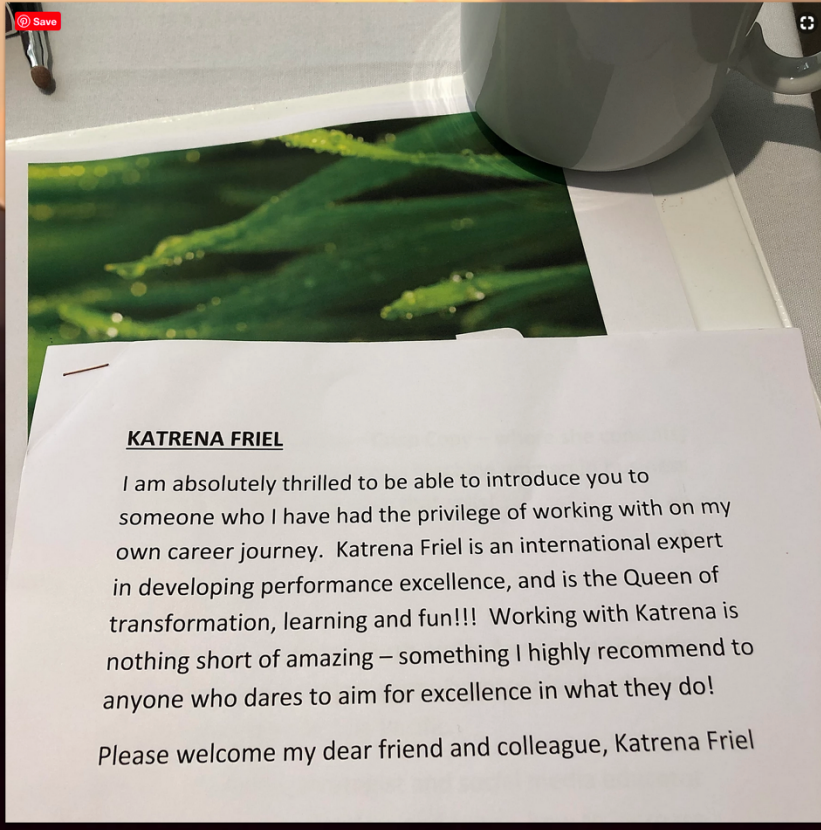 Save
KATRENA FRIEL
I am absolutely thrilled to be able to introduce you to
someone who I have had the privilege of working with on my
own career journey.  Katrena Friel is an international expert
in developing performance excellence, and is the Queen of
transformation, learning and fun!!!  Working with Katrena is
nothing short of amazing – something I highly recommend to
anyone who dares to aim for excellence in what they do!
Please welcome my dear friend and colleague, Katrena Friel